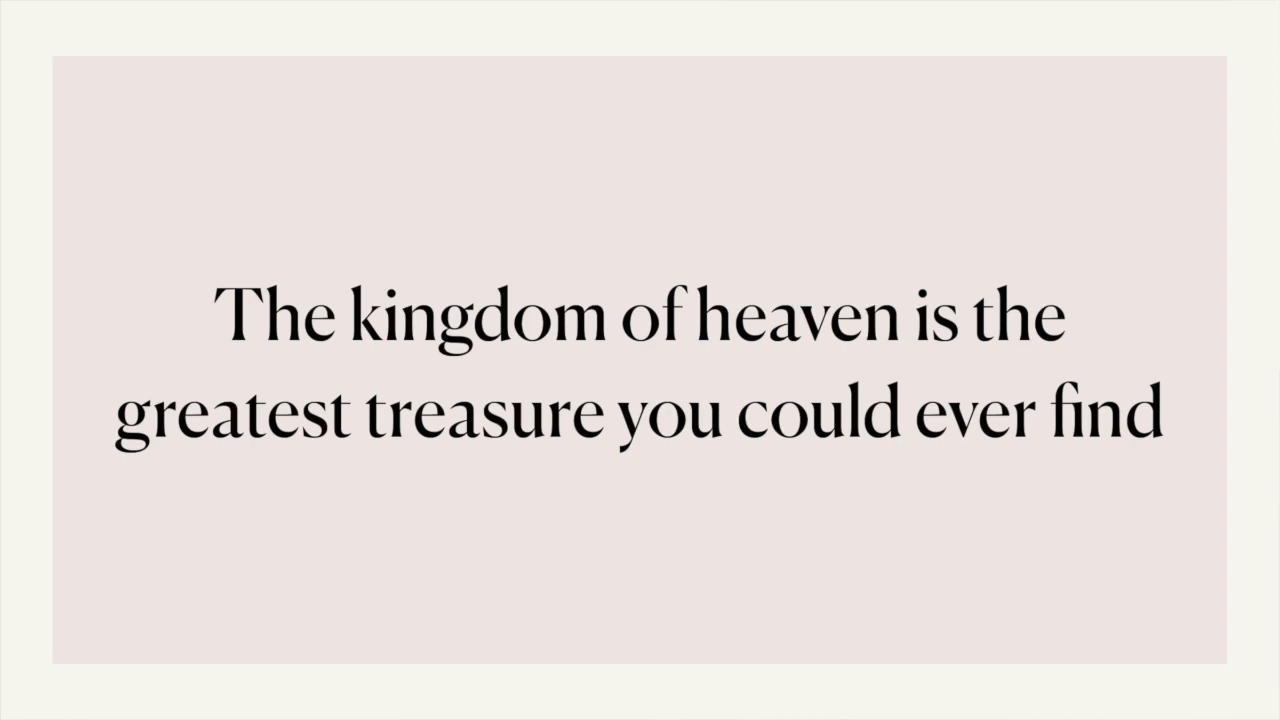 The kingdom of heaven is the
greatest treasure you could ever find